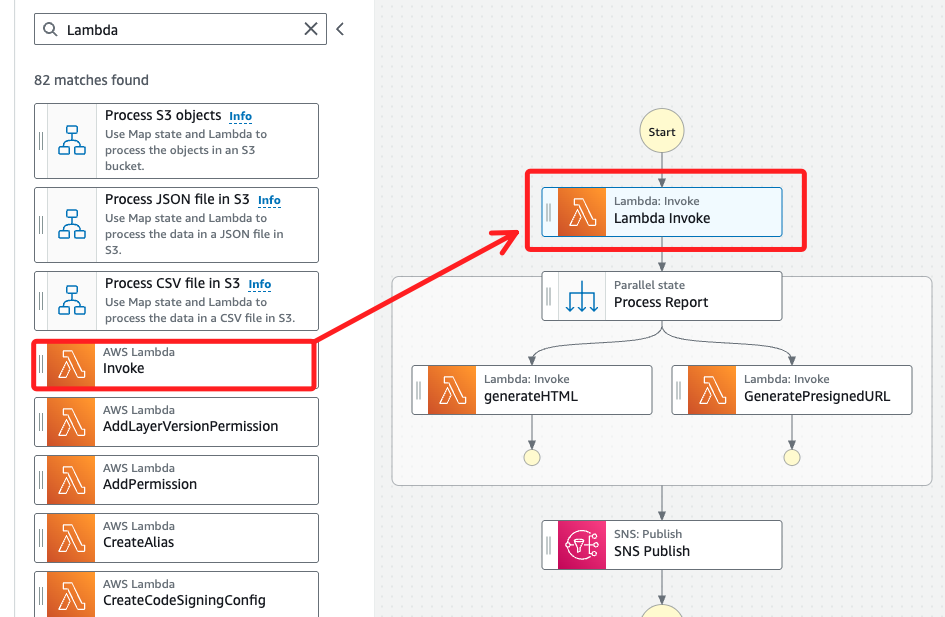 Lambda
82 matches found
Process S3 objects Info
Use Map state and Lambda to
process the objects in an S3
bucket.
Process JSON file in S3 Info
Use Map state and Lambda to
process the data in a JSON file in
S3.
Process CSV file in S3 Info
Use Map state and Lambda to
process the data in a CSV file in S3.
AWS Lambda
Invoke
AWS Lambda
AddLayerVersionPermission
AWS Lambda
AddPermission
AWS Lambda
CreateAlias
AWS Lambda
CreateCodeSigningConfig
Start
Lambda: Invoke
Lambda Invoke
Parallel state
Process Report
Lambda: Invoke
generateHTML
Lambda: Invoke
GeneratePresignedURL
SNS: Publish
SNS Publish